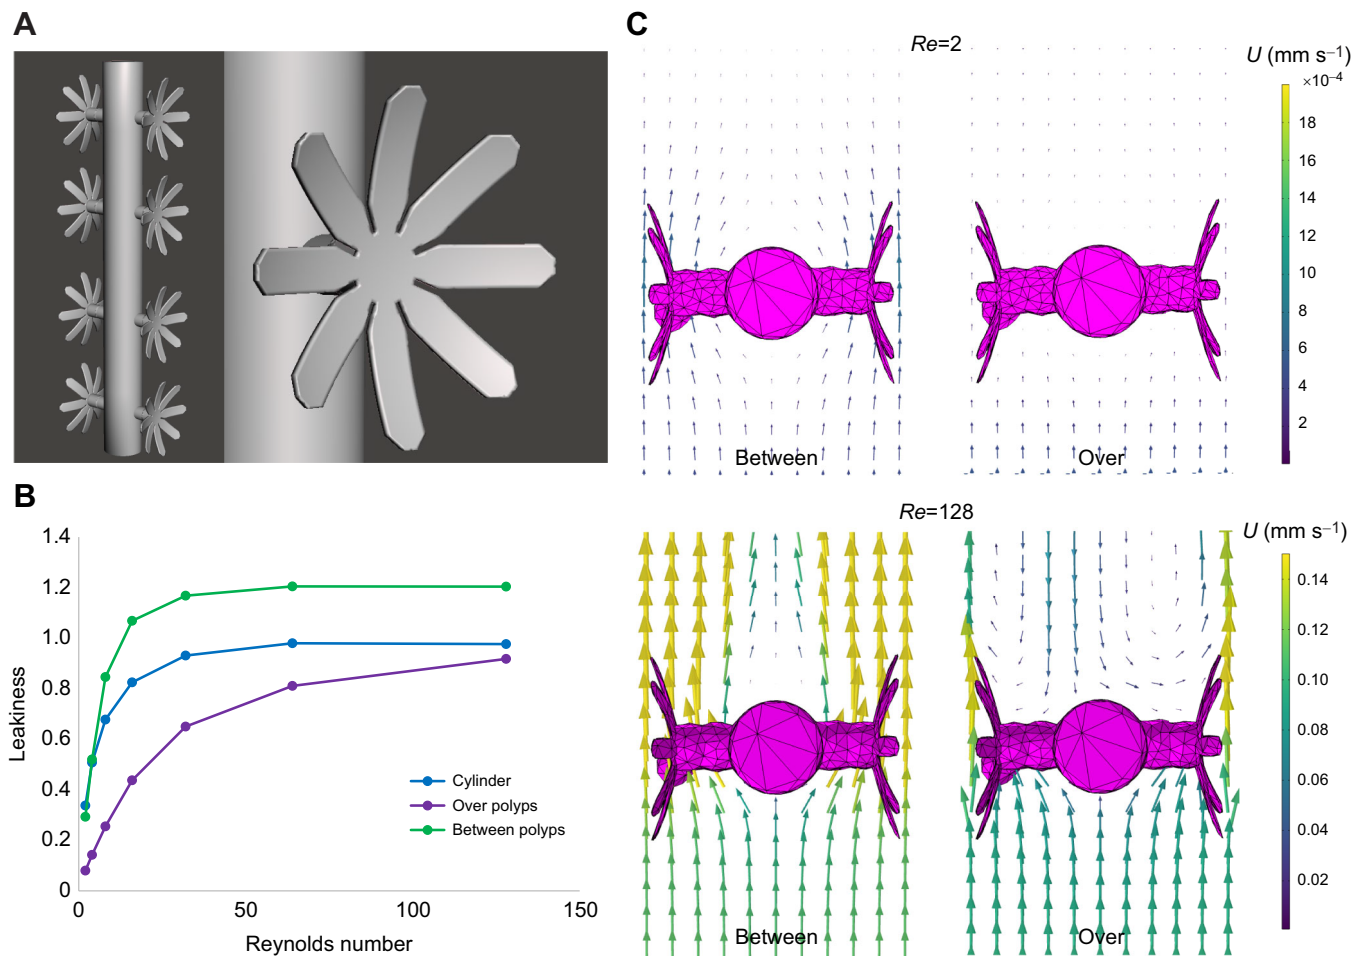 A
B
1.4
1.2
1.0
0.8
0.6
0.4
0.2
0
Leakiness
Cylinder
Over polyps
Between polyps
0
50
100
150
Reynolds number
C
Re=2
U (mm s⁻¹)
×10⁻⁴
18
16
14
12
10
8
6
4
2
Between
Over
Re=128
U (mm s⁻¹)
0.14
0.12
0.10
0.08
0.06
0.04
0.02
Between
Over